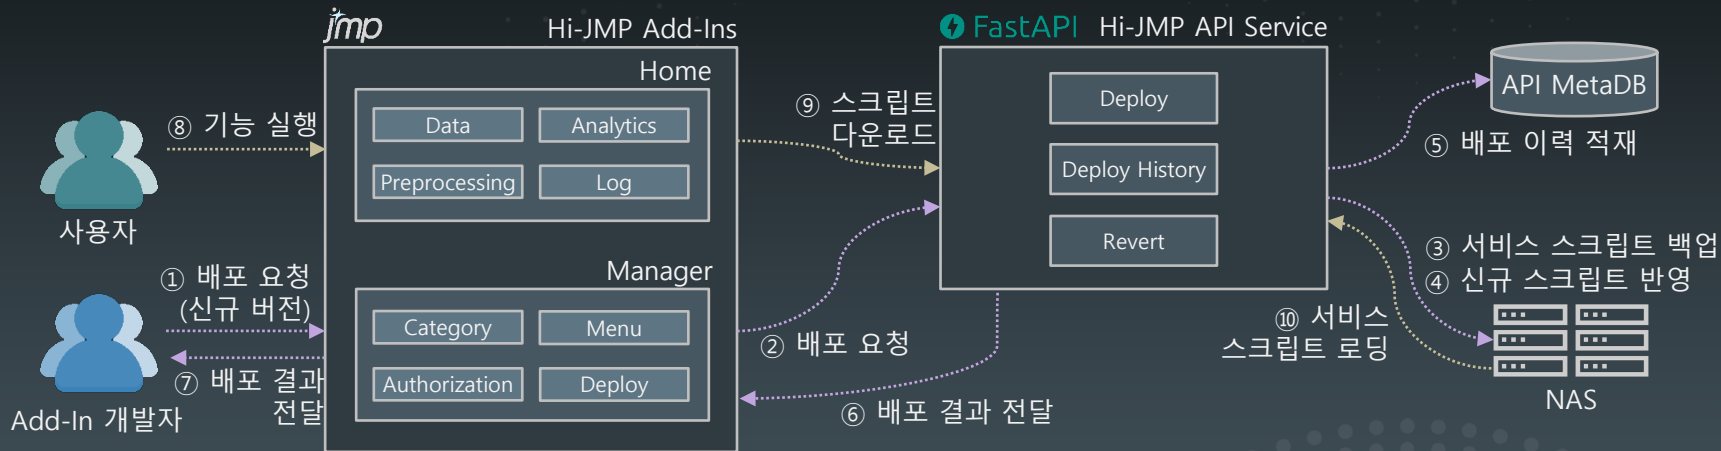 jmp
Hi-JMP Add-Ins
Home
Data
Analytics
Preprocessing
Log
Manager
Category
Menu
Authorization
Deploy
⑧ 기능 실행
사용자
① 배포 요청
(신규 버전)
⑦ 배포 결과
전달
Add-In 개발자
⑨ 스크립트
다운로드
② 배포 요청
⑥ 배포 결과 전달
FastAPI
Hi-JMP API Service
Deploy
Deploy History
Revert
API MetaDB
⑤ 배포 이력 적재
③ 서비스 스크립트 백업
④ 신규 스크립트 반영
⑩ 서비스
스크립트 로딩
NAS